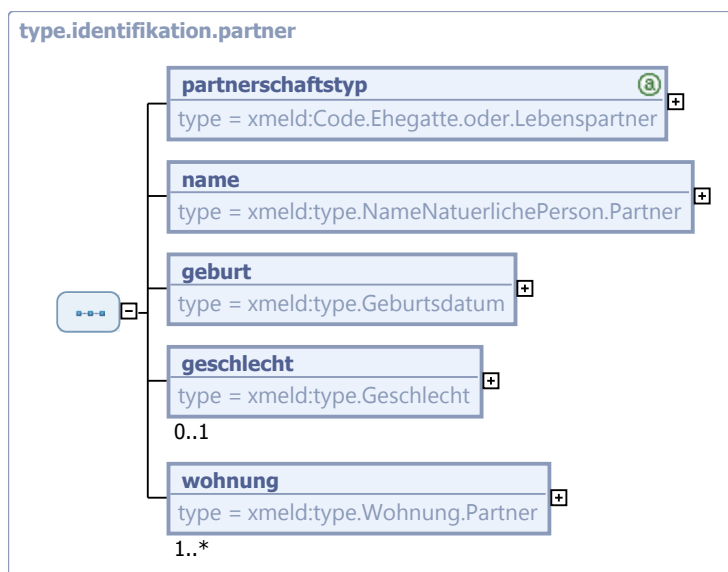 type.identifikation.partner
partnerschaftstyp a
type = xmeld:Code.Ehegatte.oder.Lebenspartner
name
type = xmeld:type.NameNatuerlichePerson.Partner
geburt
type = xmeld:type.Geburtsdatum
geschlecht
type = xmeld:type.Geschlecht
0..1
wohnung
type = xmeld:type.Wohnung.Partner
1..*